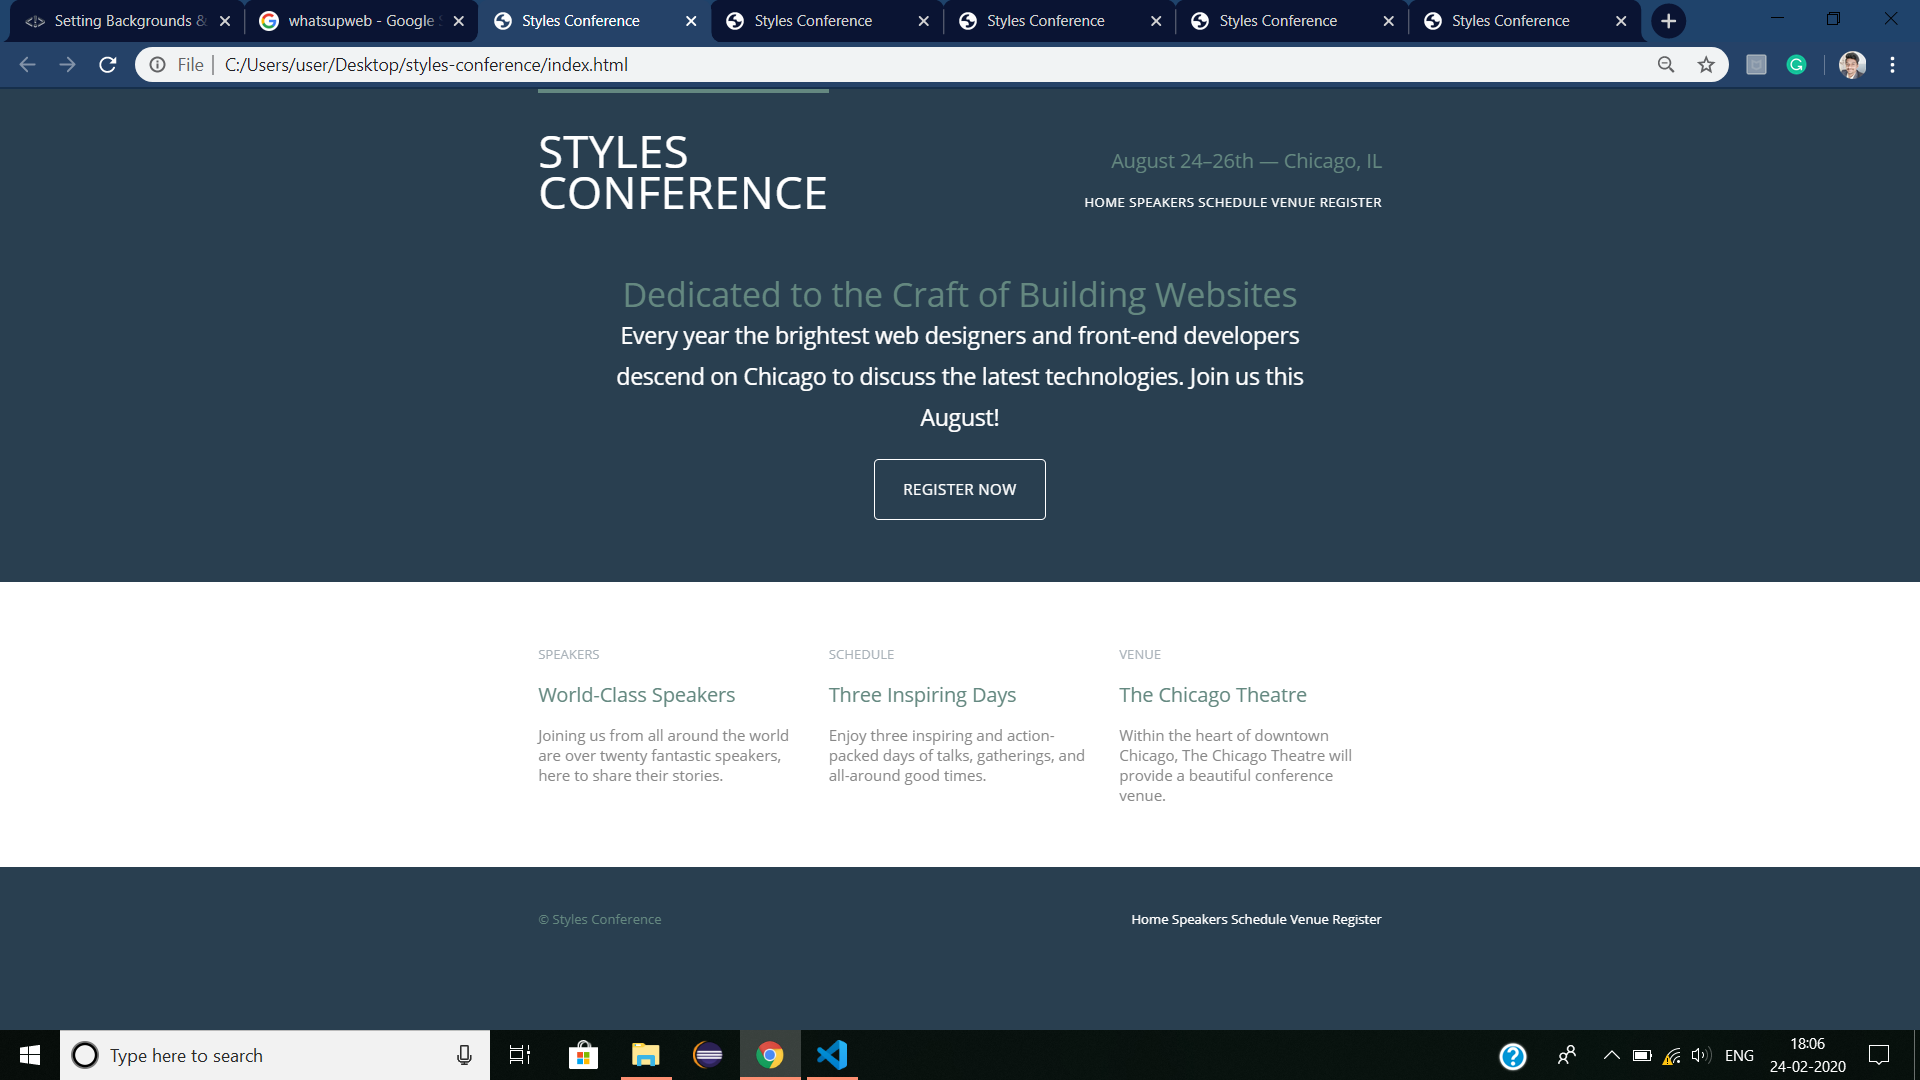 Setting Backgrounds &
whatsupweb - Google S
Styles Conference
Styles Conference
Styles Conference
Styles Conference
Styles Conference
File
C:/Users/user/Desktop/styles-conference/index.html
STYLES
CONFERENCE
August 24–26th — Chicago, IL
HOME SPEAKERS SCHEDULE VENUE REGISTER
Dedicated to the Craft of Building Websites
Every year the brightest web designers and front-end developers
descend on Chicago to discuss the latest technologies. Join us this
August!
REGISTER NOW
SPEAKERS
World-Class Speakers
Joining us from all around the world
are over twenty fantastic speakers,
here to share their stories.
SCHEDULE
Three Inspiring Days
Enjoy three inspiring and action-
packed days of talks, gatherings, and
all-around good times.
VENUE
The Chicago Theatre
Within the heart of downtown
Chicago, The Chicago Theatre will
provide a beautiful conference
venue.
© Styles Conference
Home Speakers Schedule Venue Register
Type here to search
ENG
18:06
24-02-2020